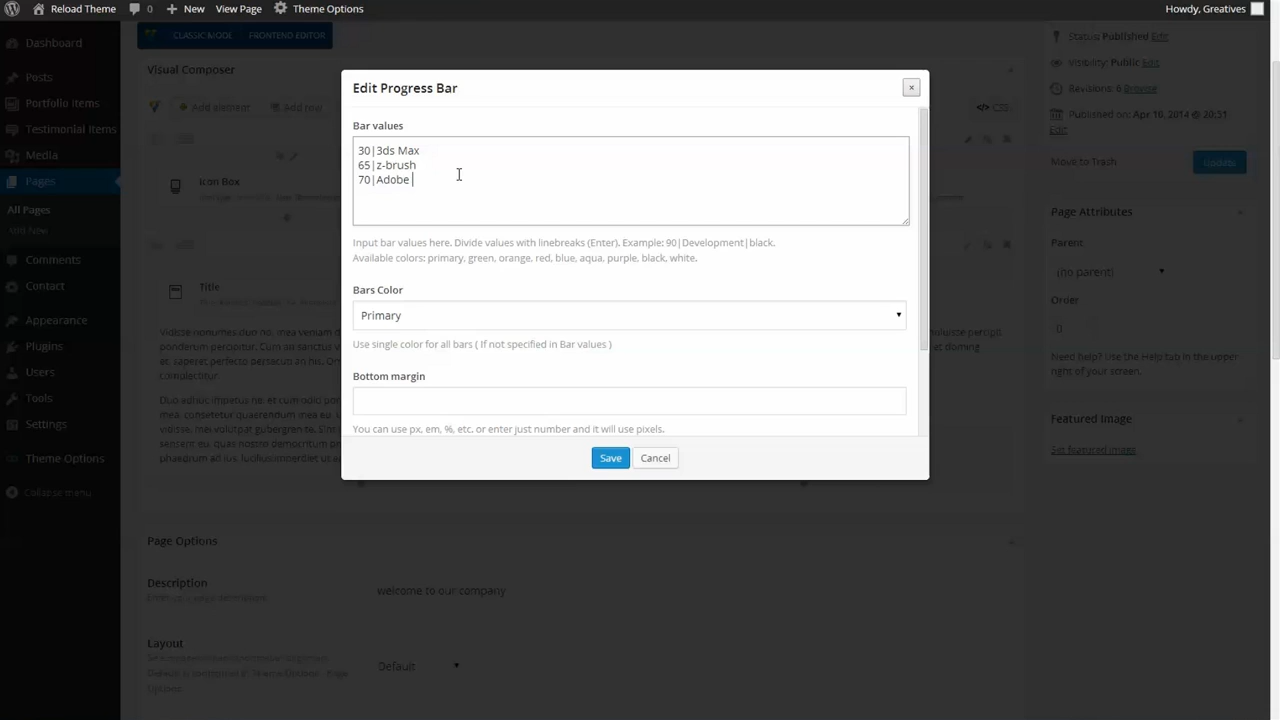 Reload Theme
0
New
View Page
Theme Options
Howdy, Greatives
Dashboard
Posts
Portfolio Items
Testimonial Items
Media
Pages
All Pages
Add New
Comments
Contact
Appearance
Plugins
Users
Tools
Settings
Theme Options
Collapse menu
CLASSIC MODE
FRONTEND EDITOR
Visual Composer
Add element
Add row
CSS
Icon Box
Title
Edit Progress Bar
×
Bar values
30|3ds Max
65|z-brush
70|Adobe
Input bar values here. Divide values with linebreaks (Enter). Example: 90|Development|black.
Available colors: primary, green, orange, red, blue, aqua, purple, black, white.
Bars Color
Primary
Use single color for all bars ( If not specified in Bar values )
Bottom margin
You can use px, em, %, etc. or enter just number and it will use pixels.
Save
Cancel
Vidisse nonumes duo no, mea veniam d
consectetur
Page Options
Description
welcome to our company
Layout
Default
Status: Published Edit
Visibility: Public Edit
Revisions: 6 Browse
Published on: Apr 10, 2014 @ 20:51
Edit
Move to Trash
Update
Page Attributes
Parent
(no parent)
Order
0
Need help? Use the Help tab in the upper
right of your screen.
Featured Image
Set featured image